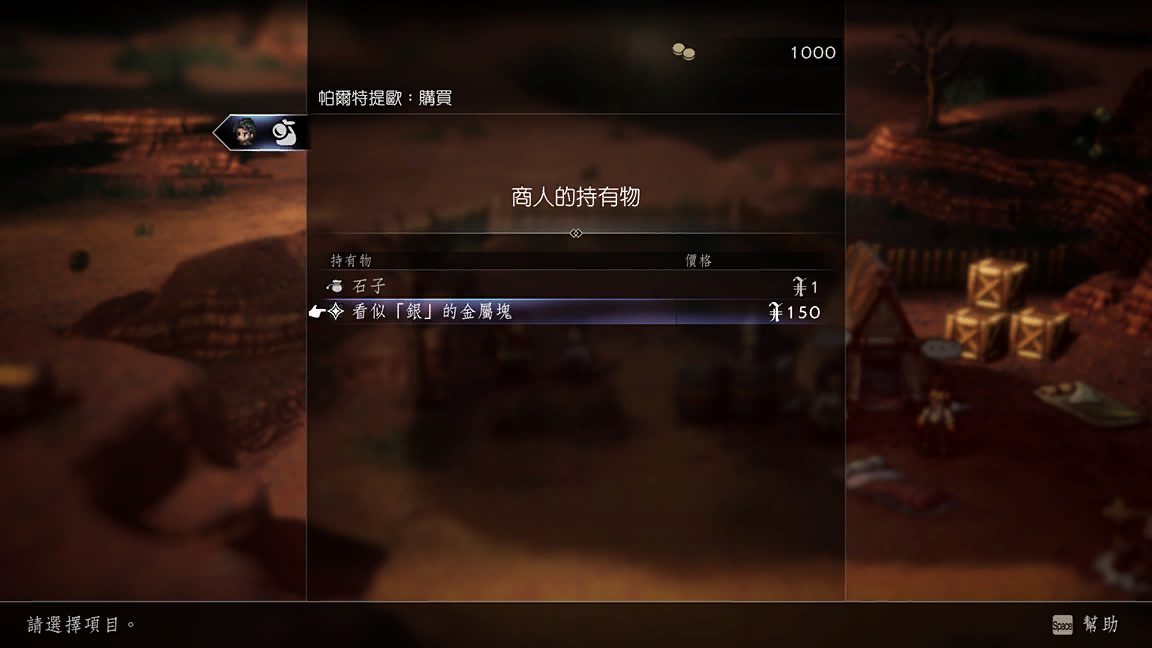 1000
帕爾特提歐：購買
商人的持有物
持有物 價格
石子 1
看似「銀」的金屬塊 150
請選擇項目。
Space 幫助